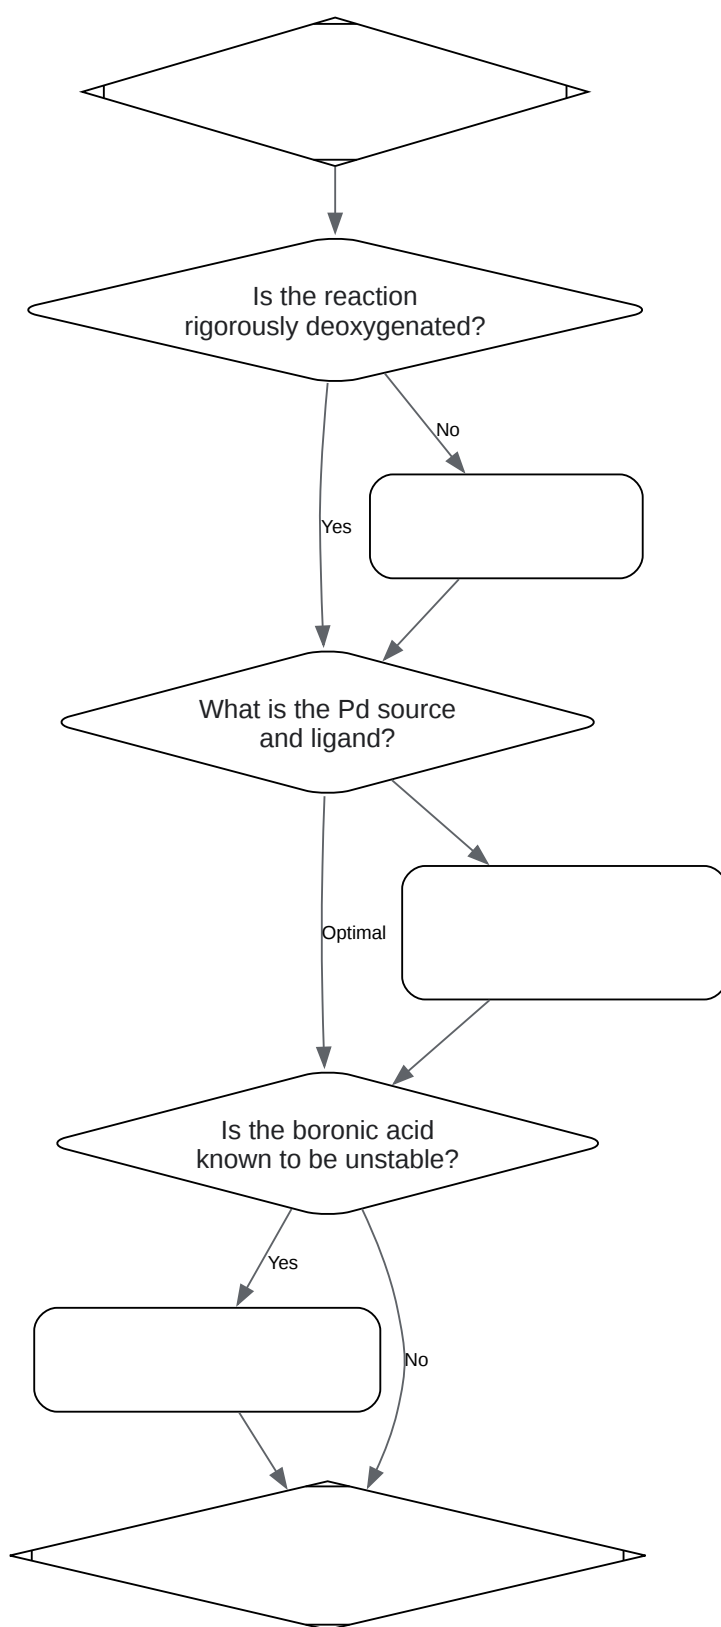 Is the reaction
rigorously deoxygenated?
No
Yes
What is the Pd source
and ligand?
Optimal
Is the boronic acid
known to be unstable?
Yes
No